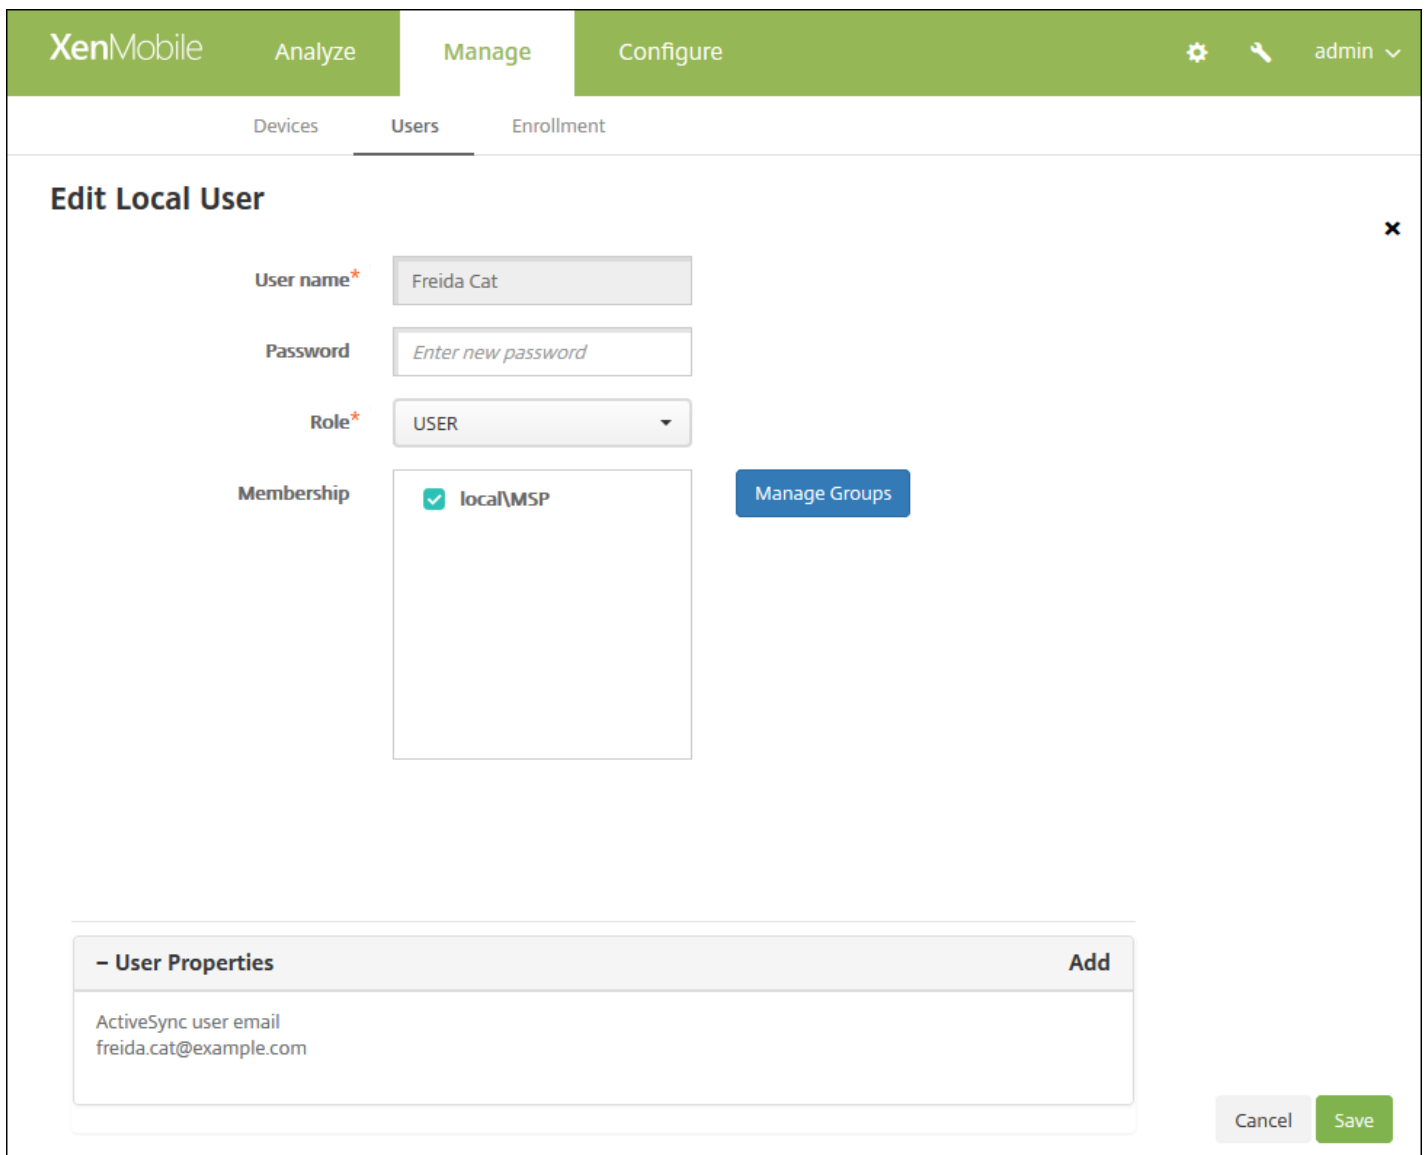 XenMobile Analyze Manage Configure admin
Devices Users Enrollment
Edit Local User
User name* Freida Cat
Password Enter new password
Role* USER
Membership local\MSP Manage Groups
– User Properties Add
ActiveSync user email
freida.cat@example.com
Cancel Save